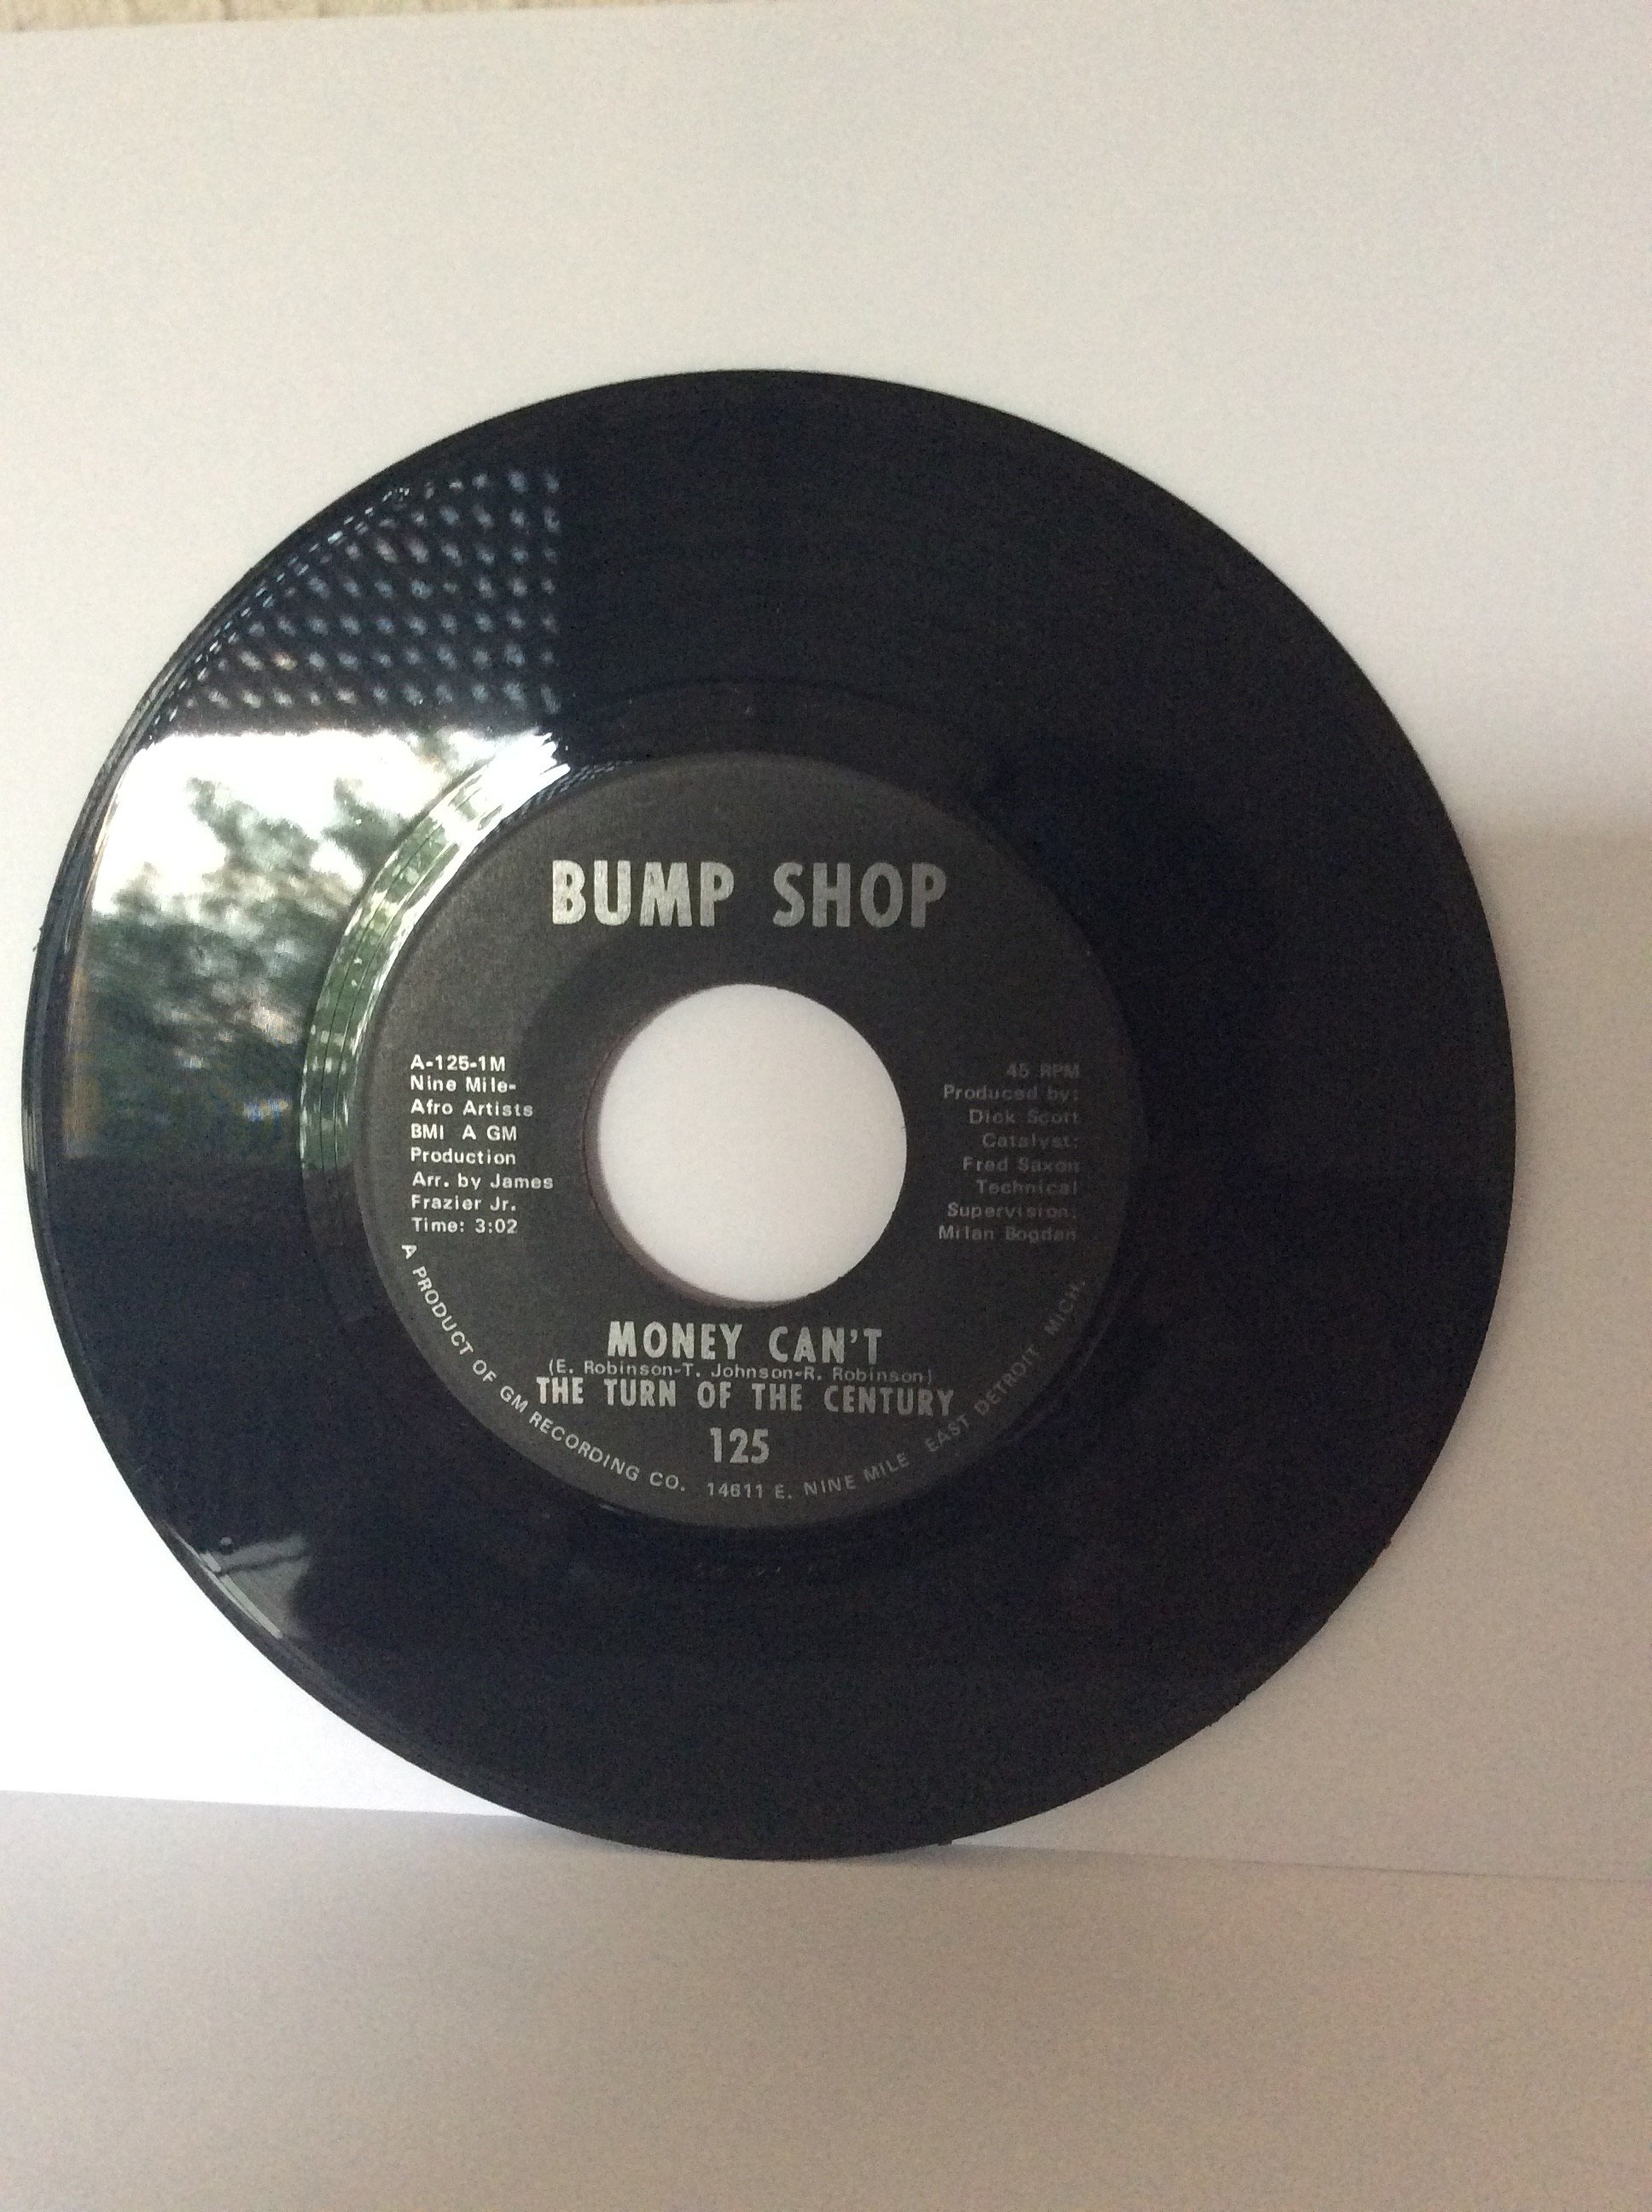 BUMP SHOP
A-125-1M
Nine Mile-
Afro Artists
BMI A GM
Production
Arr. by James
Frazier Jr.
Time: 3:02
45 RPM
Produced by:
Dick Scott
Catalyst:
Fred Saxon
Technical
Supervision:
Milan Bogdan
MONEY CAN'T
(E. Robinson-T. Johnson-R. Robinson)
THE TURN OF THE CENTURY
125
A PRODUCT OF GM RECORDING CO. 14611 E. NINE MILE EAST DETROIT MICH.